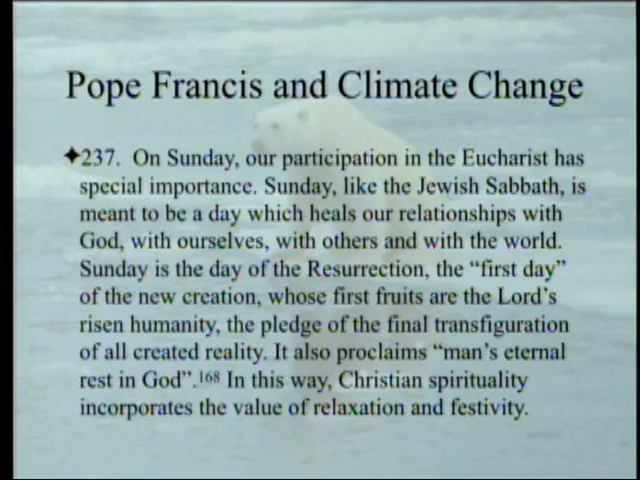 Pope Francis and Climate Change
✦237. On Sunday, our participation in the Eucharist has
special importance. Sunday, like the Jewish Sabbath, is
meant to be a day which heals our relationships with
God, with ourselves, with others and with the world.
Sunday is the day of the Resurrection, the “first day”
of the new creation, whose first fruits are the Lord’s
risen humanity, the pledge of the final transfiguration
of all created reality. It also proclaims “man’s eternal
rest in God”.¹⁶⁸ In this way, Christian spirituality
incorporates the value of relaxation and festivity.